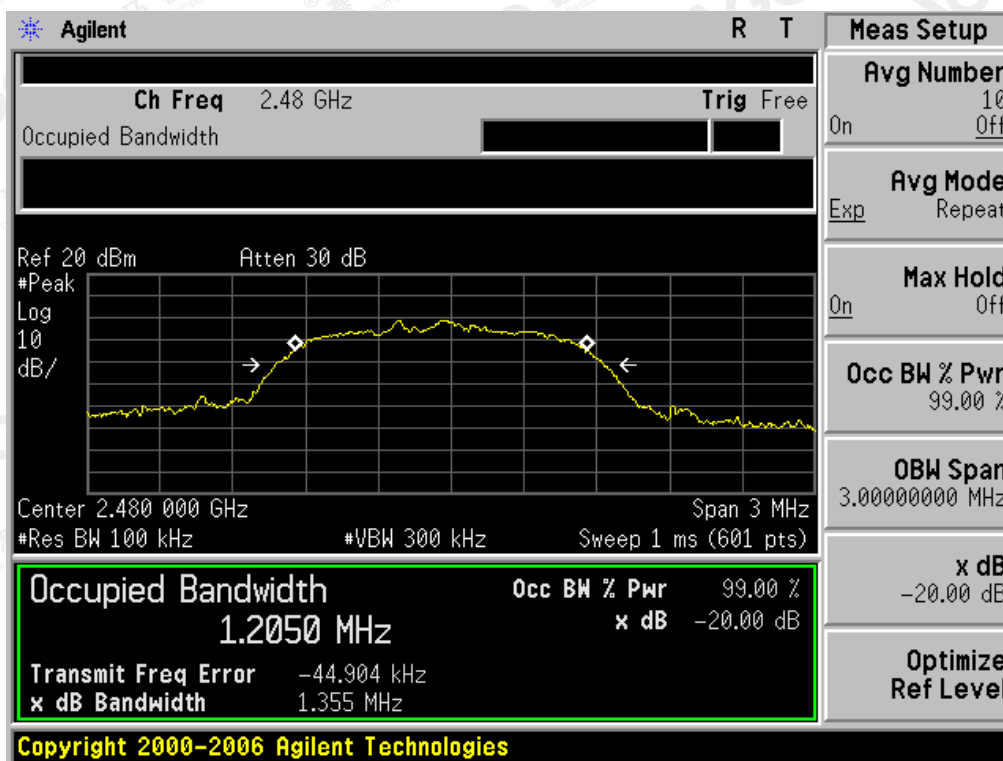 Agilent R T
Ch Freq 2.48 GHz Trig Free
Occupied Bandwidth
Ref 20 dBm Atten 30 dB
#Peak
Log
10
dB/
Center 2.480 000 GHz Span 3 MHz
#Res BW 100 kHz #VBW 300 kHz Sweep 1 ms (601 pts)
Occupied Bandwidth Occ BW % Pwr 99.00 %
1.2050 MHz x dB -20.00 dB
Transmit Freq Error -44.904 kHz
x dB Bandwidth 1.355 MHz
Copyright 2000-2006 Agilent Technologies
Meas Setup
Avg Number
10
On Off
Avg Mode
Exp Repeat
Max Hold
On Off
Occ BW % Pwr
99.00 %
OBW Span
3.00000000 MHz
x dB
-20.00 dB
Optimize
Ref Level